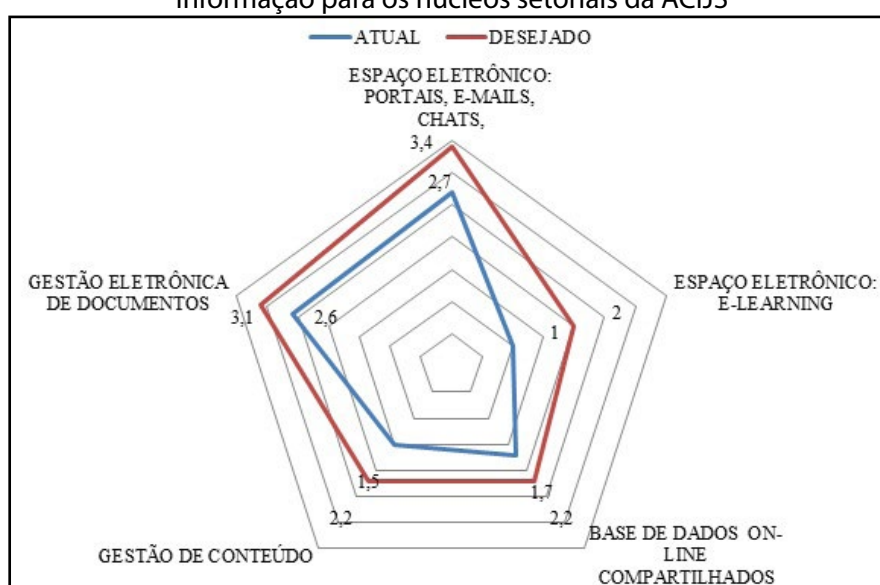 informação para os núcleos setoriais da ACIJS
ATUAL DESEJADO
ESPAÇO ELETRÔNICO:
PORTAIS, E-MAILS,
CHATS,
3,4
2,7
GESTÃO ELETRÔNICA
DE DOCUMENTOS
3,1
2,6
ESPAÇO ELETRÔNICO:
E-LEARNING
1
2
1,5
2,2
GESTÃO DE CONTEÚDO
1,7
2,2
BASE DE DADOS ON-
LINE
COMPARTILHADOS